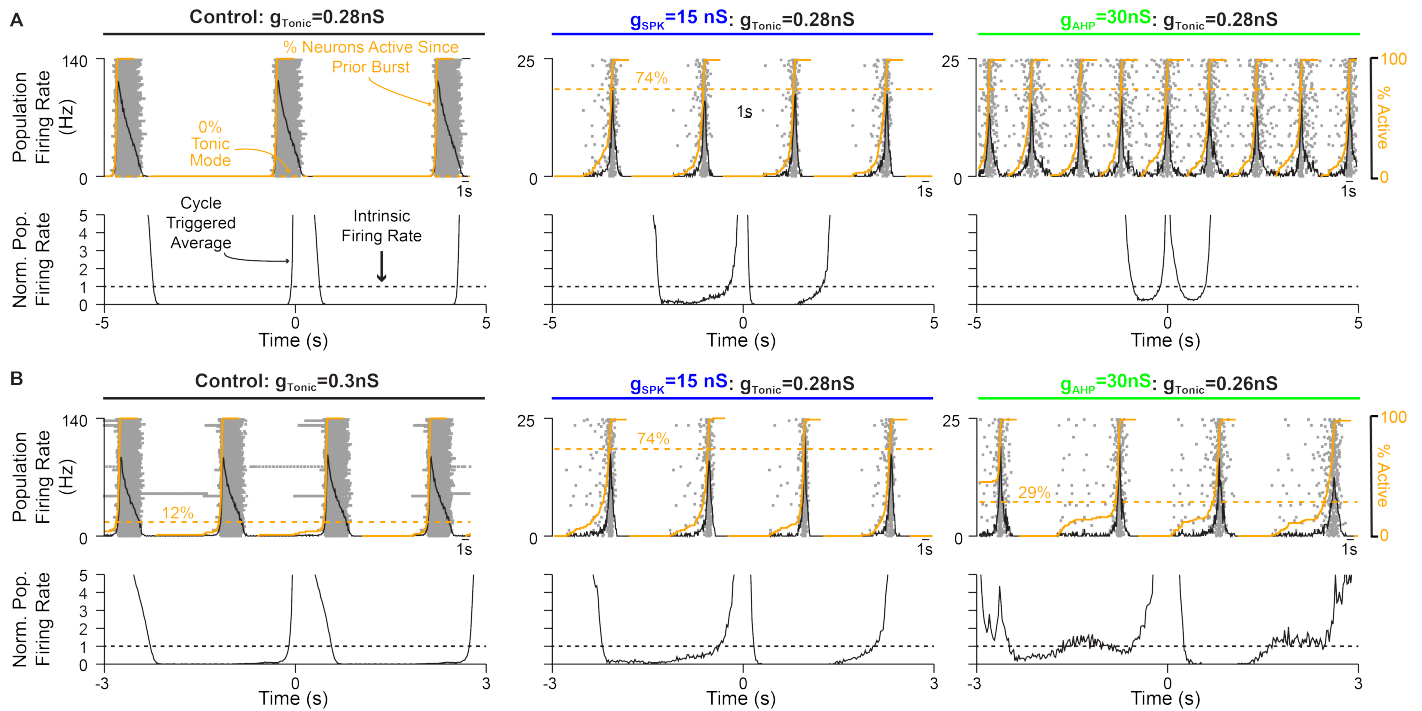 A
Control: gTonic=0.28nS
gSPK=15 nS: gTonic=0.28nS
gAHP=30nS: gTonic=0.28nS
Population
Firing Rate
(Hz)
140
0
% Neurons Active Since
Prior Burst
0%
Tonic
Mode
1s
25
0
74%
1s
1s
25
0
1s
100
0
% Active
Norm. Pop.
Firing Rate
5
4
3
2
1
0
Cycle
Triggered
Average
Intrinsic
Firing Rate
-5
0
5
Time (s)
-5
0
5
Time (s)
-5
0
5
Time (s)
B
Control: gTonic=0.3nS
gSPK=15 nS: gTonic=0.28nS
gAHP=30nS: gTonic=0.26nS
Population
Firing Rate
(Hz)
140
0
12%
1s
25
0
74%
1s
25
0
29%
1s
100
0
% Active
Norm. Pop.
Firing Rate
5
4
3
2
1
0
-3
0
3
Time (s)
-3
0
3
Time (s)
-3
0
3
Time (s)